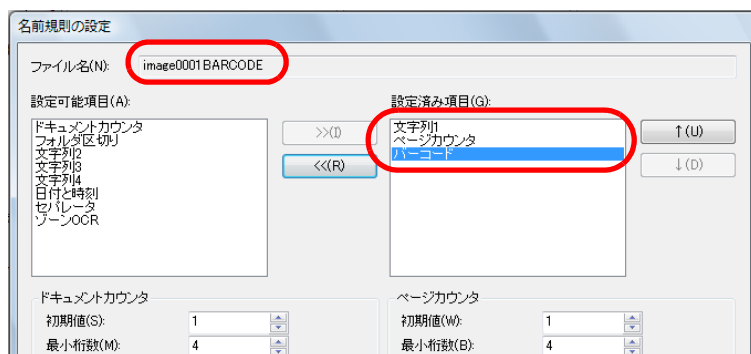 名前規則の設定
ファイル名(N): image0001BARCODE
設定可能項目(A):
ドキュメントカウンタ
フォルダ区切り
文字列2
文字列3
文字列4
日付と時刻
セパレータ
ゾーンOCR
>>(I)
<<(R)
設定済み項目(G):
文字列1
ページカウンタ
バーコード
↑(U)
↓(D)
ドキュメントカウンタ
初期値(S): 1
最小桁数(M): 4
ページカウンタ
初期値(W): 1
最小桁数(B): 4